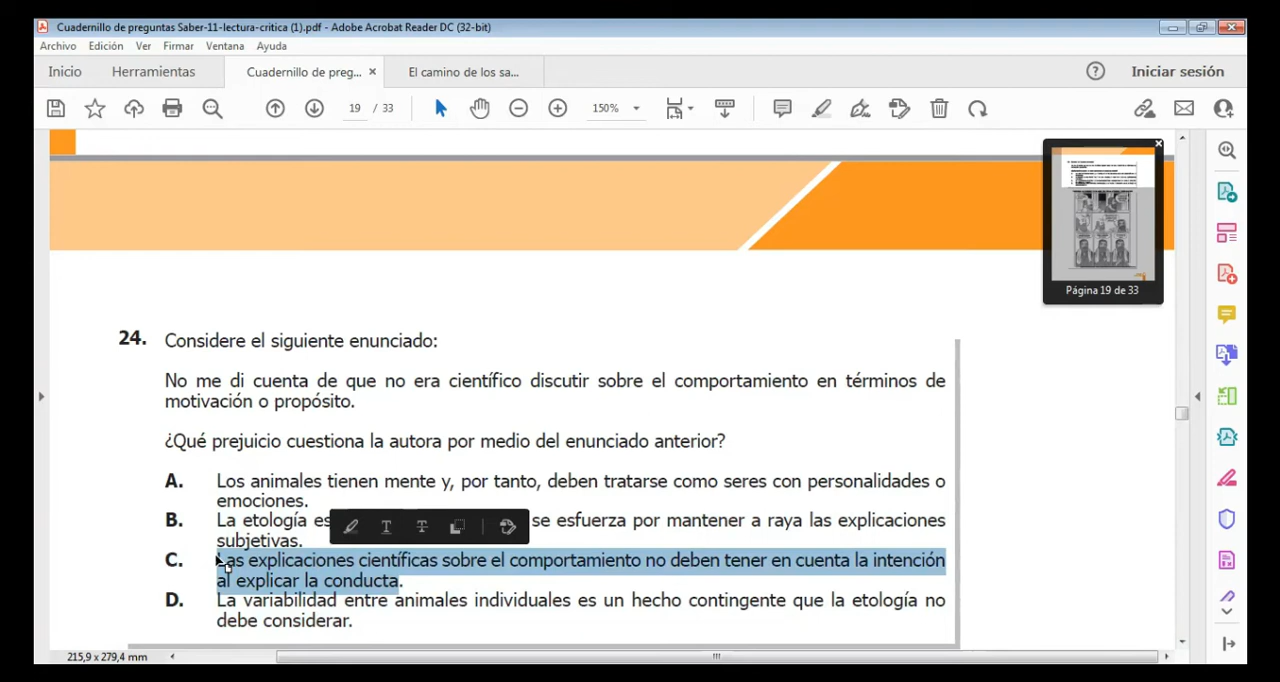 Cuadernillo de preguntas Saber-11-lectura-critica (1).pdf - Adobe Acrobat Reader DC (32-bit)
Archivo Edición Ver Firmar Ventana Ayuda
Inicio Herramientas Cuadernillo de preg... × El camino de los sa... Iniciar sesión
19 / 33 150%
Página 19 de 33
24. Considere el siguiente enunciado:
No me di cuenta de que no era científico discutir sobre el comportamiento en términos de
motivación o propósito.
¿Qué prejuicio cuestiona la autora por medio del enunciado anterior?
A. Los animales tienen mente y, por tanto, deben tratarse como seres con personalidades o
emociones.
B. La etología es se esfuerza por mantener a raya las explicaciones
subjetivas.
C. Las explicaciones científicas sobre el comportamiento no deben tener en cuenta la intención
al explicar la conducta.
D. La variabilidad entre animales individuales es un hecho contingente que la etología no
debe considerar.
215,9 x 279,4 mm